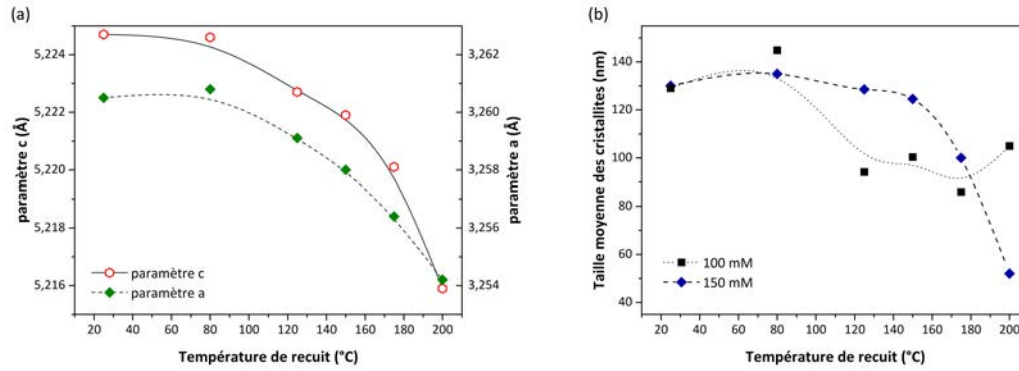 (a)
5,224
5,222
5,220
5,218
5,216
paramètre c (Å)
3,262
3,260
3,258
3,256
3,254
paramètre a (Å)
paramètre c
paramètre a
20 40 60 80 100 120 140 160 180 200
Température de recuit (°C)
(b)
140
120
100
80
60
40
Taille moyenne des cristallites (nm)
100 mM
150 mM
20 40 60 80 100 120 140 160 180 200
Température de recuit (°C)